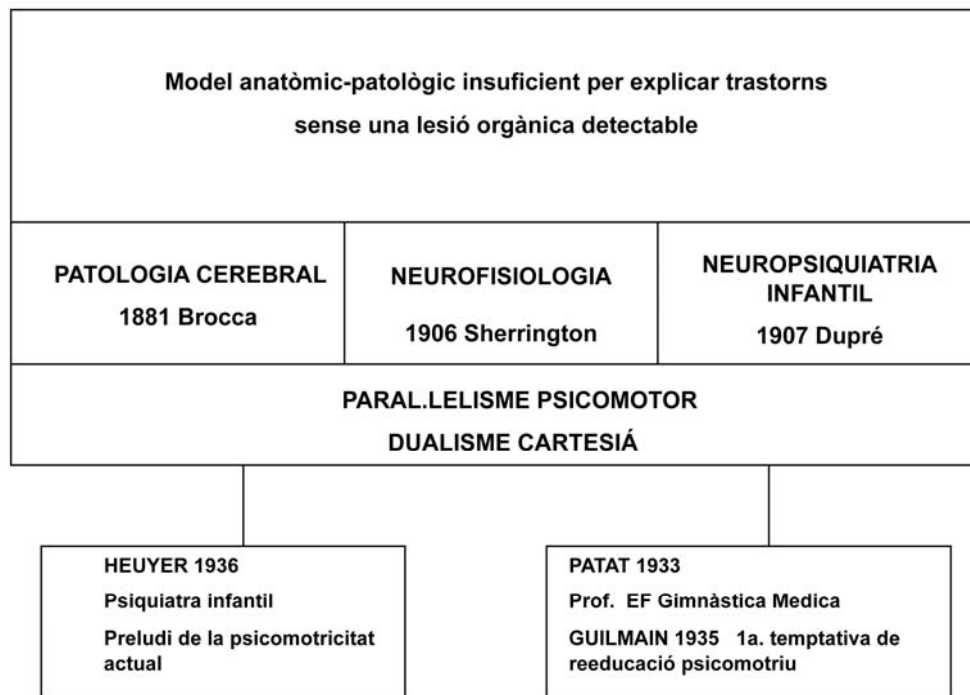 Model anatòmic-patològic insuficient per explicar trastorns
sense una lesió orgànica detectable
PATOLOGIA CEREBRAL
1881 Brocca
NEUROFISIOLOGIA
1906 Sherrington
NEUROPSIQUIATRIA
INFANTIL
1907 Dupré
PARAL.LELISME PSICOMOTOR
DUALISME CARTESIÁ
HEUYER 1936
Psiquiatra infantil
Preludi de la psicomotricitat
actual
PATAT 1933
Prof. EF Gimnàstica Medica
GUILMAIN 1935 1a. temptativa de
reeducació psicomotriu